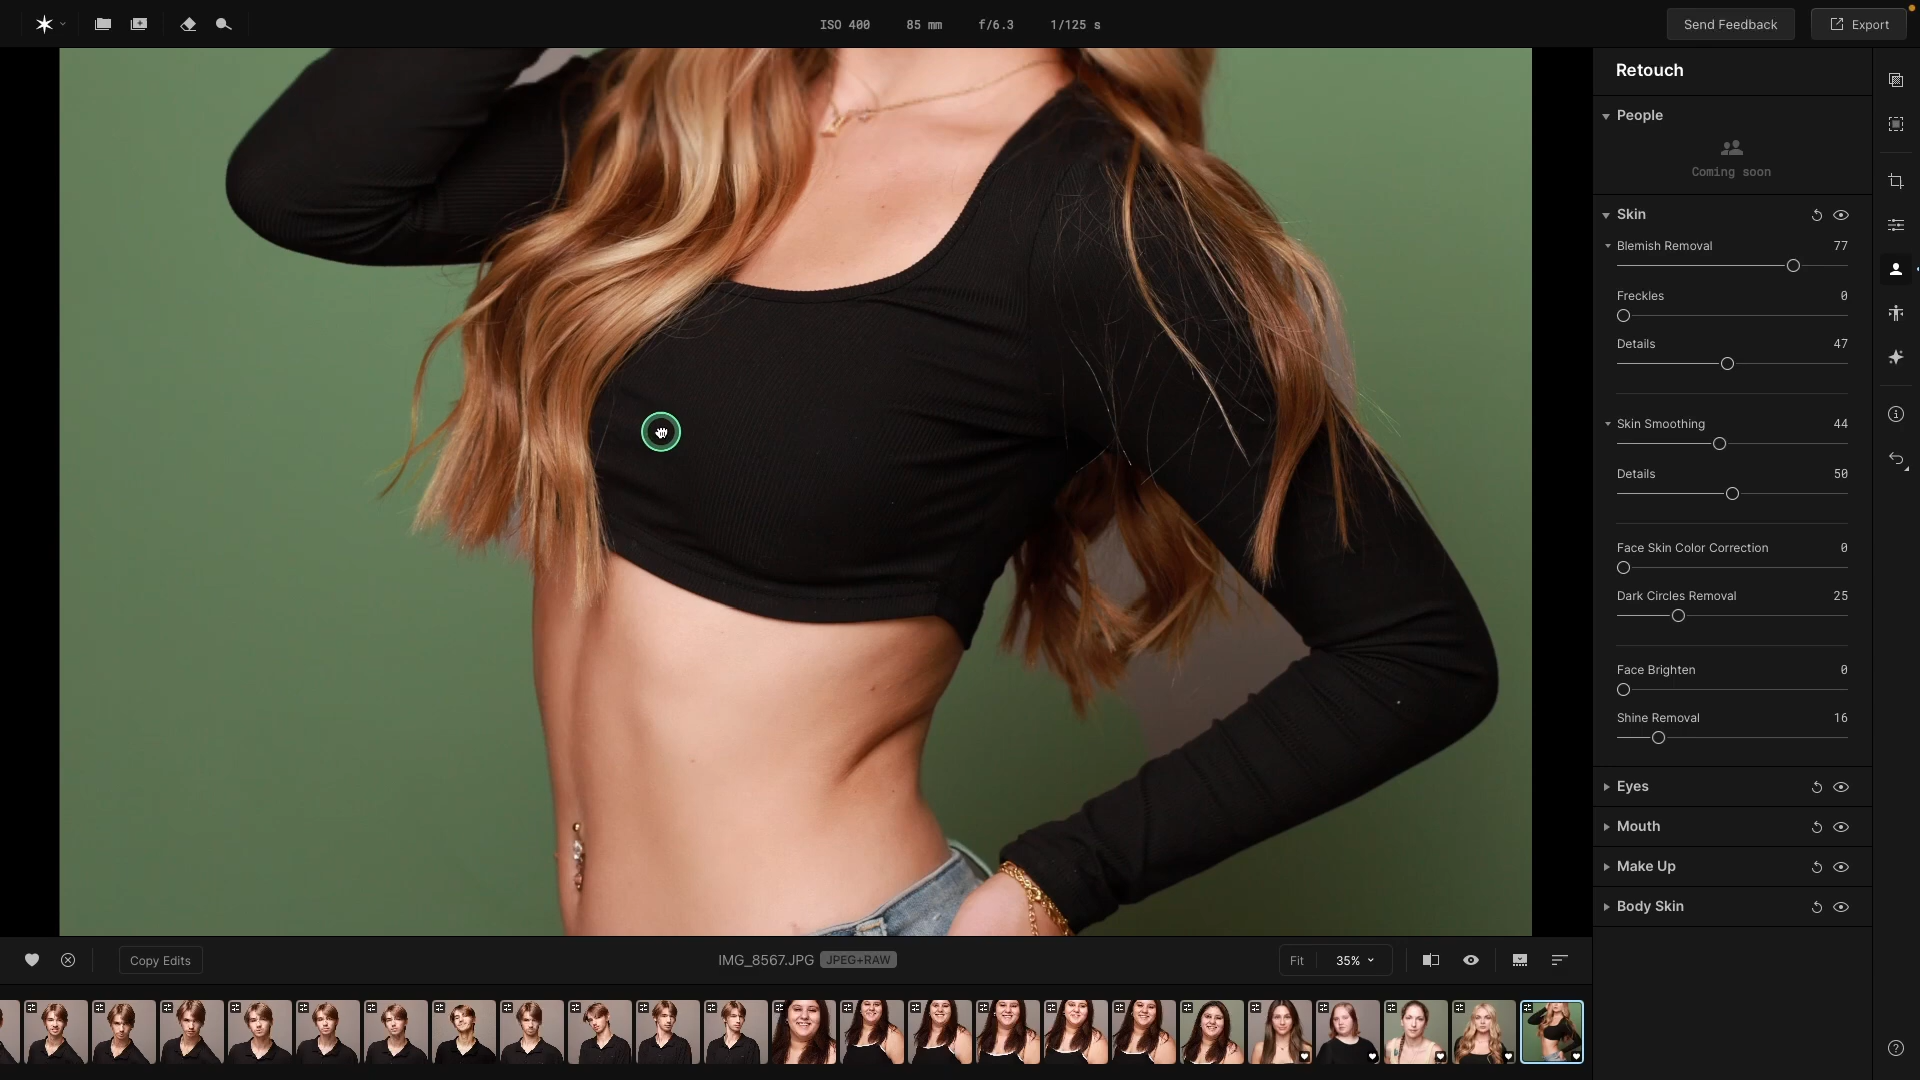 ISO 400 85 mm f/6.3 1/125 s
Send Feedback
Export
Retouch
People
Coming soon
Skin
Blemish Removal 77
Freckles 0
Details 47
Skin Smoothing 44
Details 50
Face Skin Color Correction 0
Dark Circles Removal 25
Face Brighten 0
Shine Removal 16
Eyes
Mouth
Make Up
Body Skin
Copy Edits
IMG_8567.JPG JPEG+RAW
Fit 35%